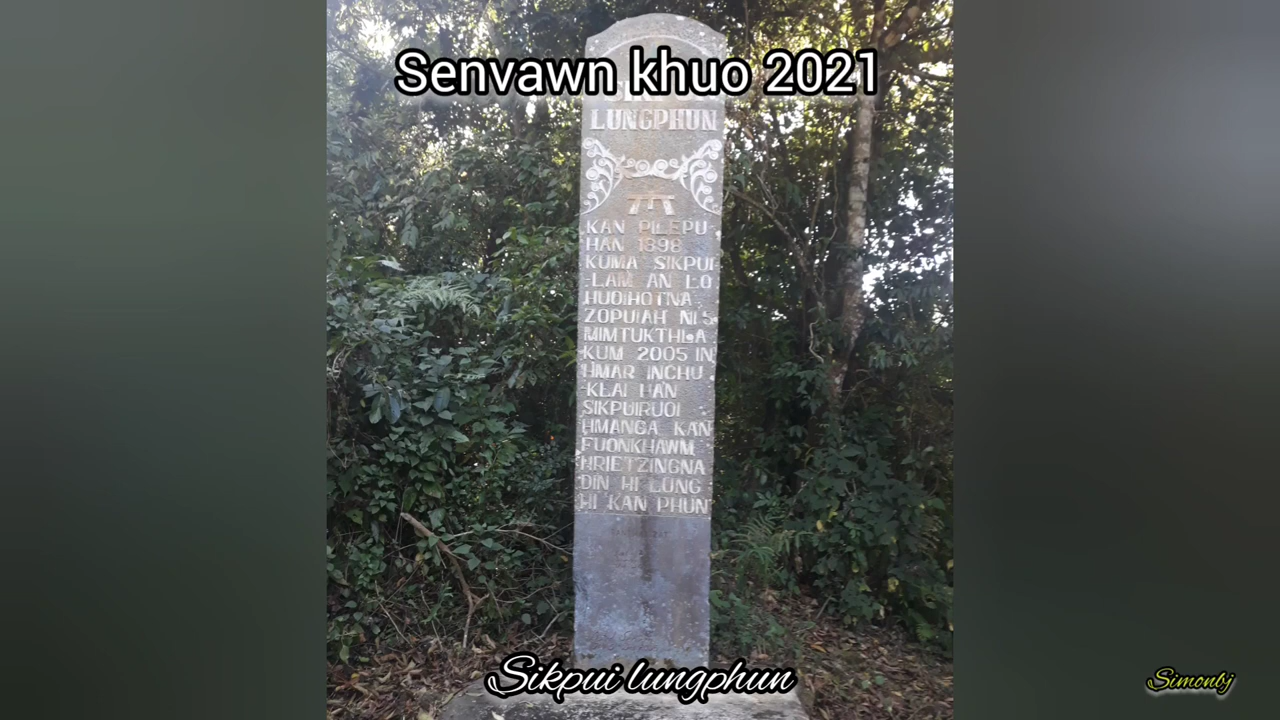 Senvawn khuo 2021
LUNGPHUN
KAN PILEPU
HAN 1898
KUMA SIKPUI
-LAM AN LO
HUOIHOTNA
ZOPUIAH NI 5
MIMTUKTHLA
KUM 2005 IN
HMAR INCHU
-KLAI HAN
SIKPUIRUOI
HMANGA KAN
FUONKHAWM
HRIETZINGNA
DIN HI LUNG
HI KAN PHUN
Sikpui lungphun
Simonbj